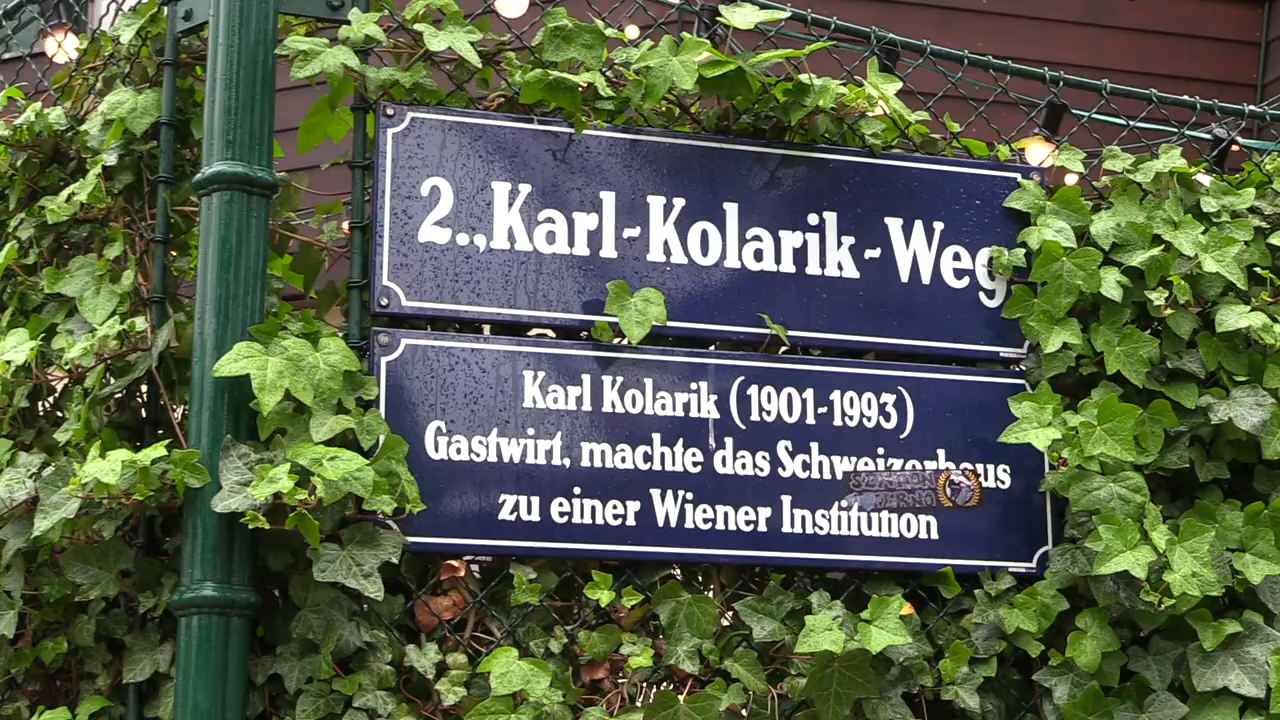 2., Karl-Kolarik-Weg
Karl Kolarik (1901-1993)
Gastwirt, machte das Schweizerhaus
zu einer Wiener Institution